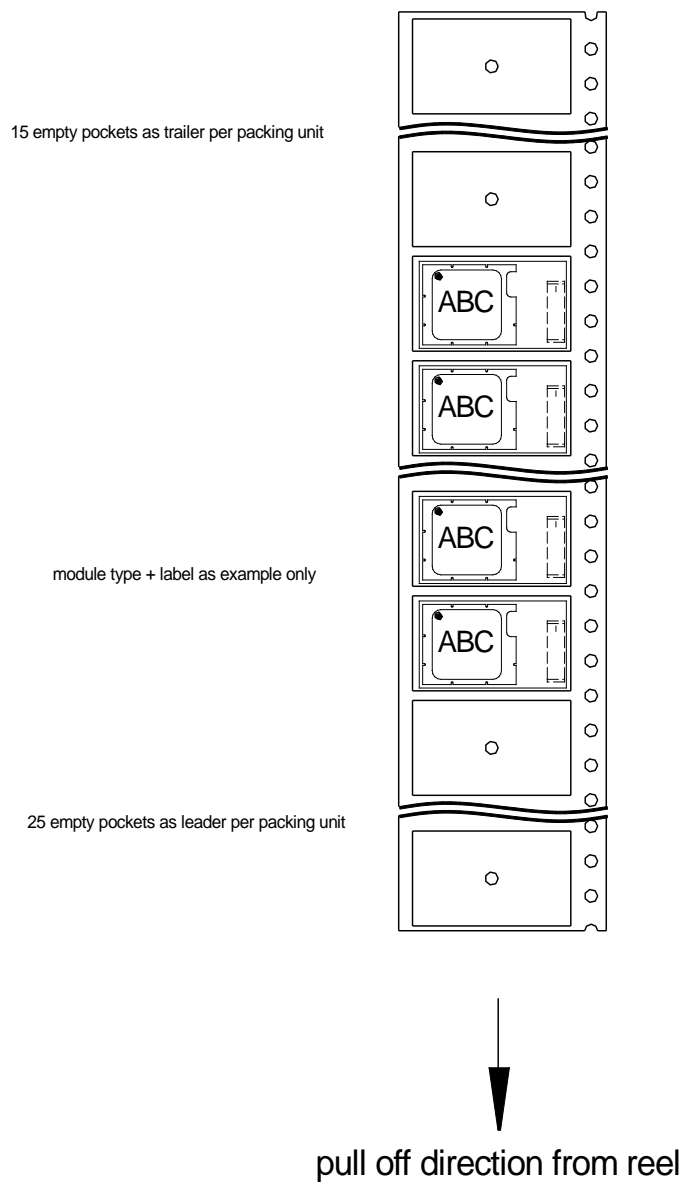 15 empty pockets as trailer per packing unit
ABC
ABC
ABC
module type + label as example only
ABC
25 empty pockets as leader per packing unit
pull off direction from reel